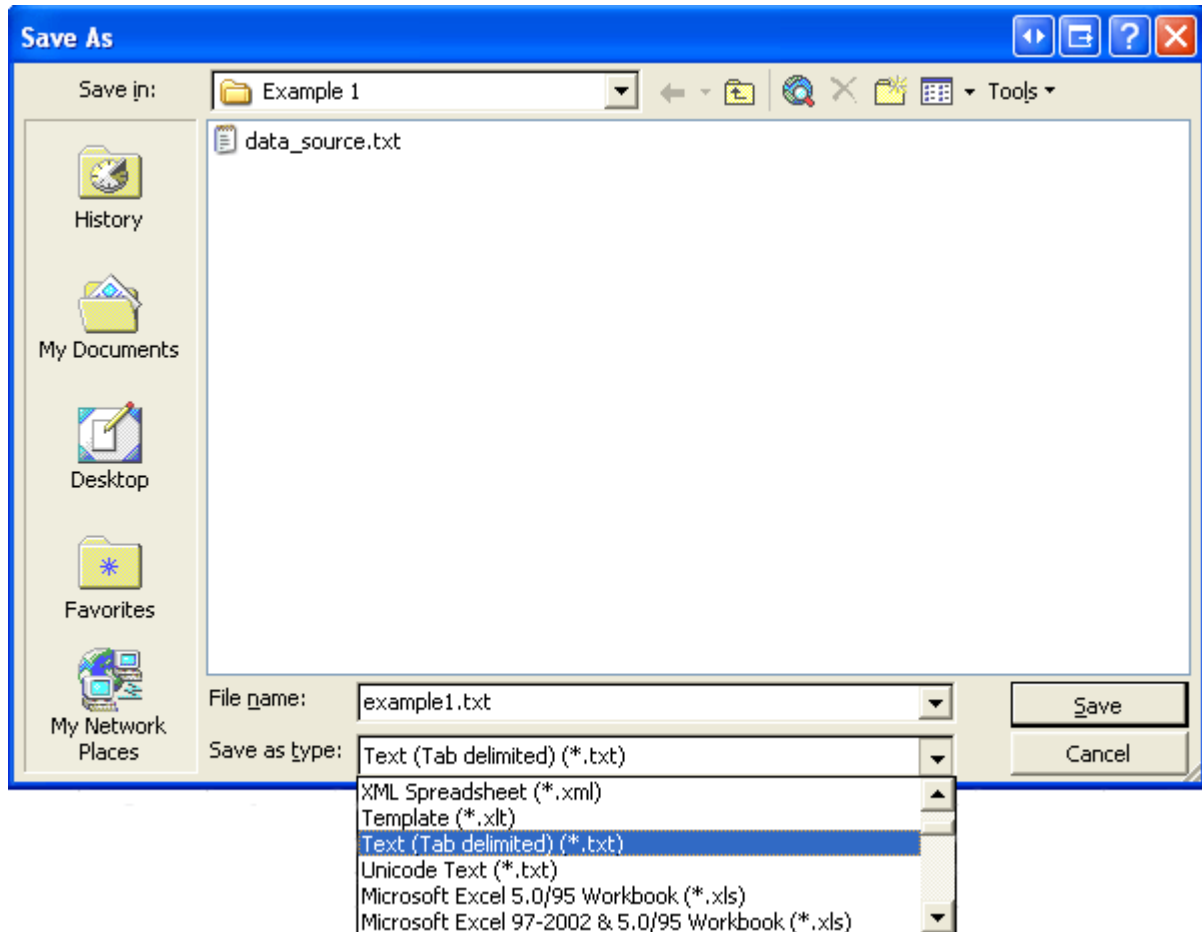 Save As
Save in:
Example 1
Tools
data_source.txt
History
My Documents
Desktop
Favorites
My Network
Places
File name:
example1.txt
Save
Save as type:
Text (Tab delimited) (*.txt)
Cancel
XML Spreadsheet (*.xml)
Template (*.xlt)
Text (Tab delimited) (*.txt)
Unicode Text (*.txt)
Microsoft Excel 5.0/95 Workbook (*.xls)
Microsoft Excel 97-2002 & 5.0/95 Workbook (*.xls)